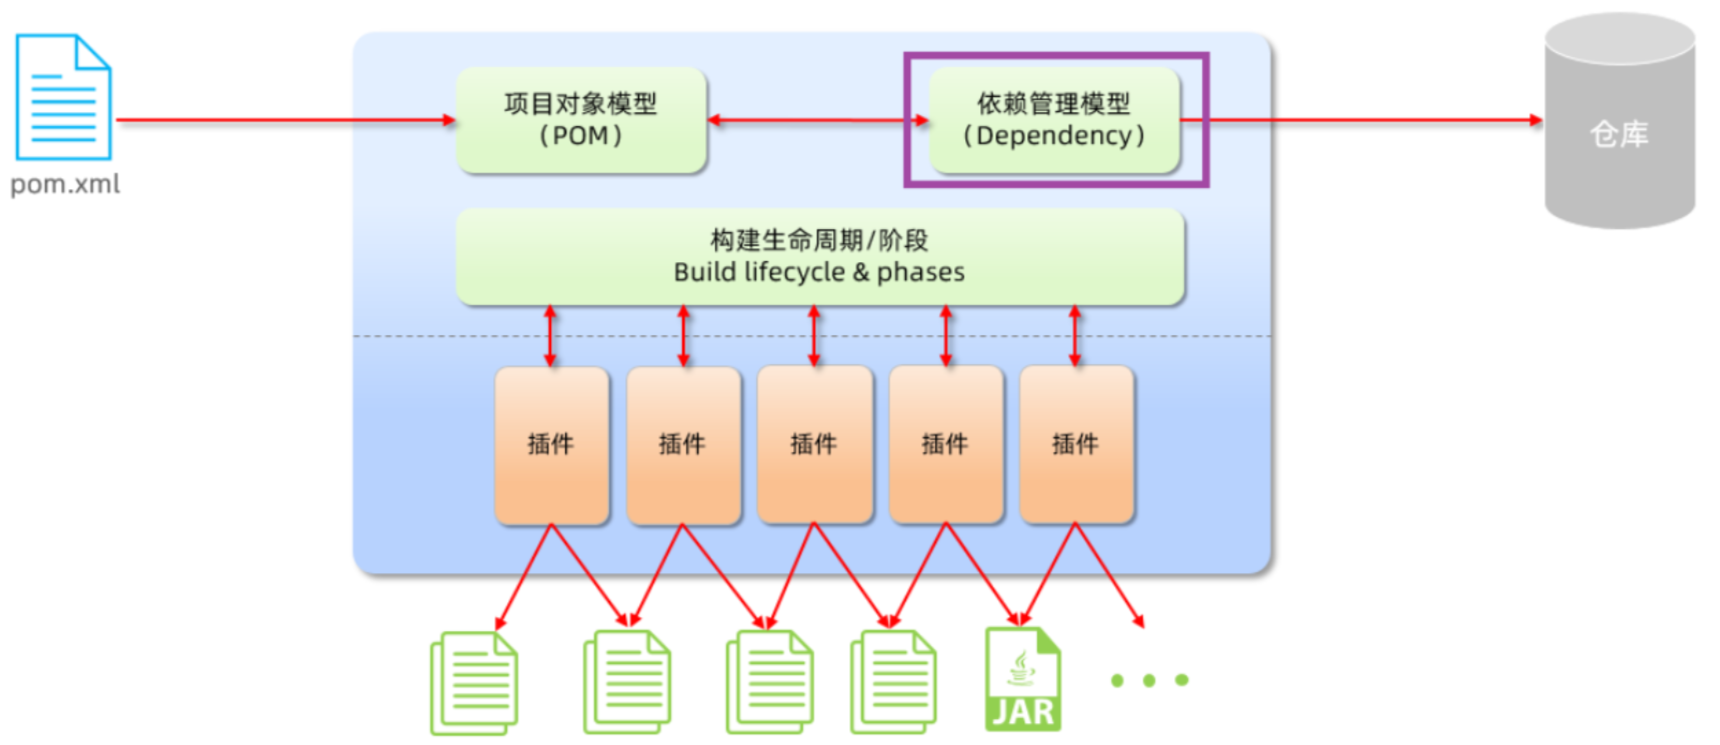 pom.xml
项目对象模型
（POM）
依赖管理模型
（Dependency）
仓库
构建生命周期/阶段
Build lifecycle & phases
插件
插件
插件
插件
插件
JAR